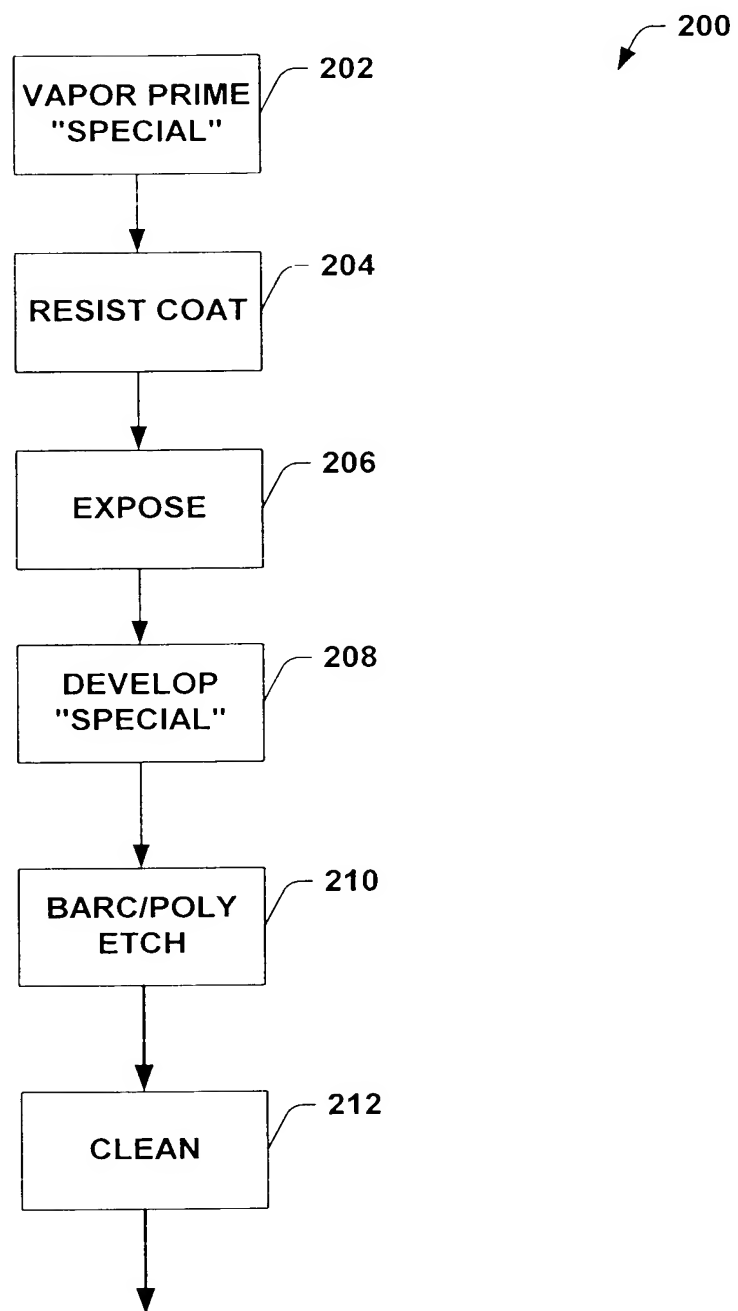 200
202
VAPOR PRIME
"SPECIAL"
204
RESIST COAT
206
EXPOSE
208
DEVELOP
"SPECIAL"
210
BARC/POLY
ETCH
212
CLEAN